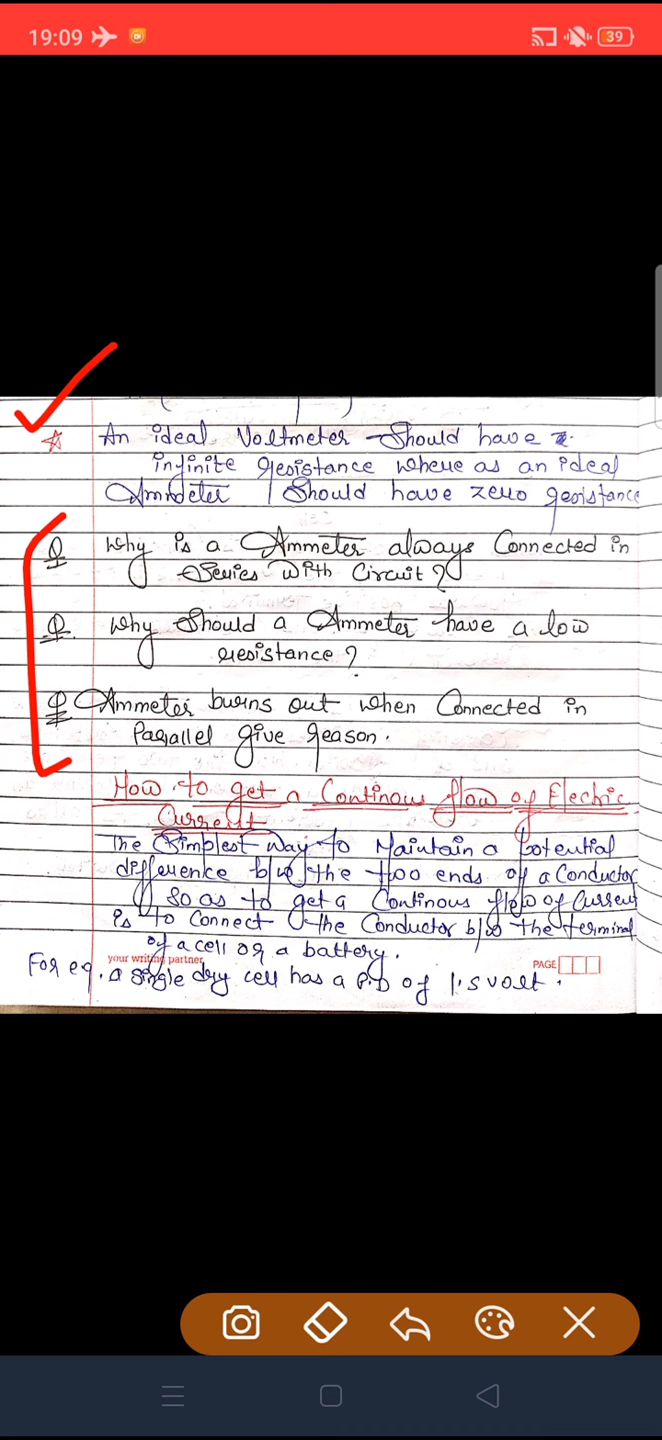 19:09
39
☆ An ideal Voltmeter Should have
infinite resistance where as an ideal
Ammeter Should have zero resistance
Q Why is a Ammeter always Connected in
Series With Circuit?
Q. Why Should a Ammeter have a low
resistance?
Q Ammeter burns out when Connected in
Parallel give reason.
How to get a Continous flow of Electric
Current
The Simplest Way to Maintain a potential
difference b/w the two ends of a Conductor
So as to get a Continous flow of Current
is to Connect the Conductor b/w the terminal
of a cell or a battery.
your writing partner
PAGE
For eg. a single dry cell has a P.D of 1.5 volt.